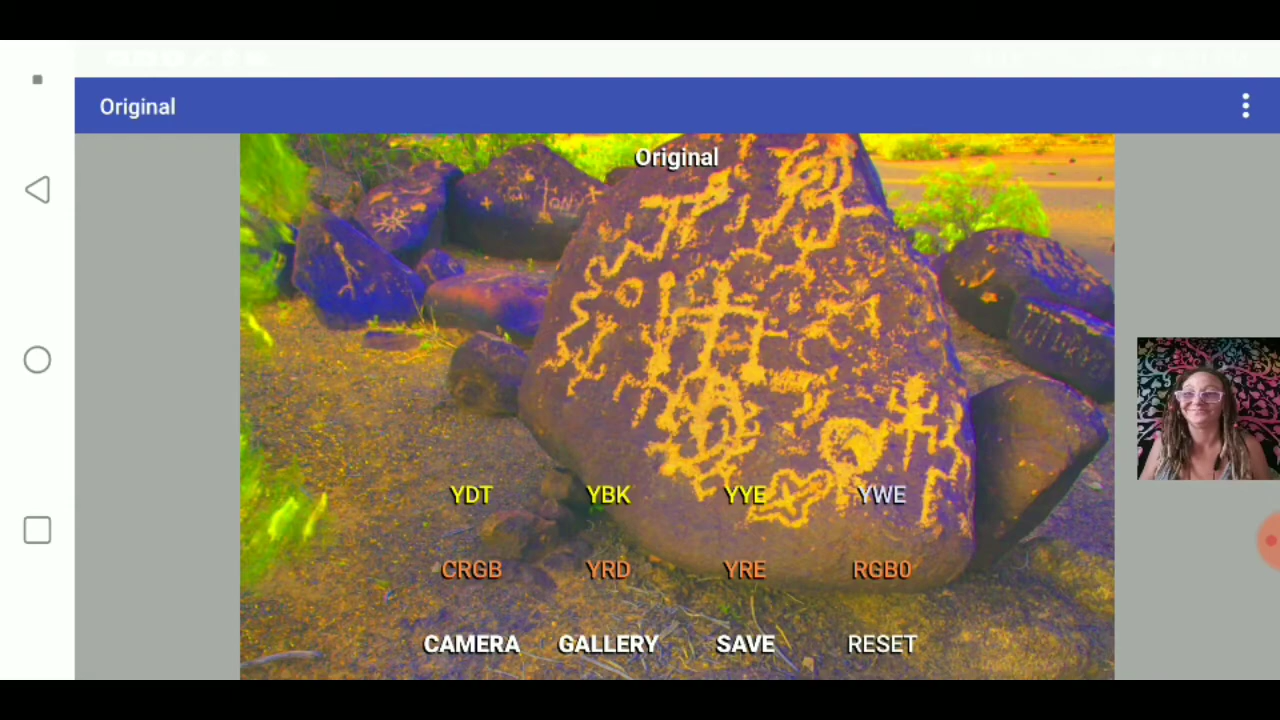 Original
Original
YDT YBK YYE YWE
CRGB YRD YRE RGB0
CAMERA GALLERY SAVE RESET